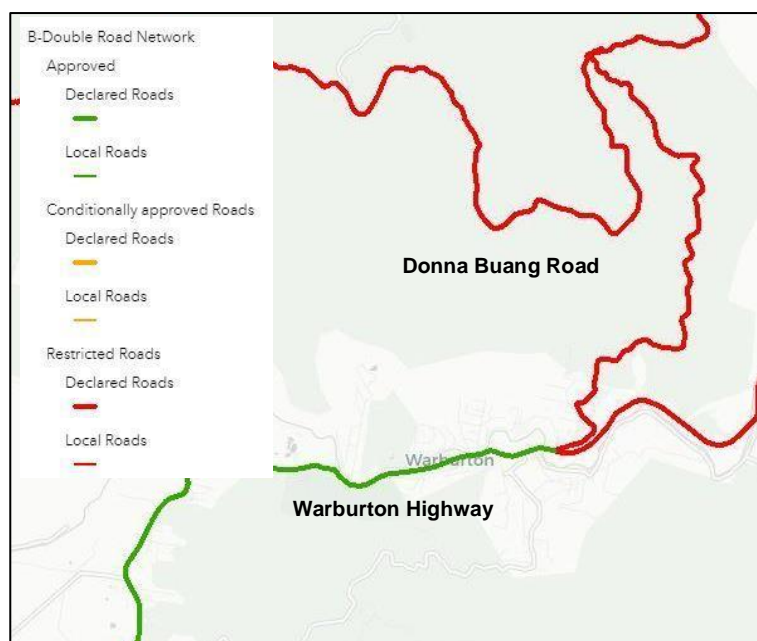 B-Double Road Network
Approved
Declared Roads
Local Roads
Conditionally approved Roads
Declared Roads
Local Roads
Restricted Roads
Declared Roads
Local Roads
Donna Buang Road
Warburton
Warburton Highway